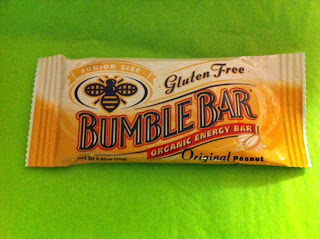 JUNIOR SIZE
Gluten Free
BUMBLE BAR
ORGANIC ENERGY BAR
Original Peanut